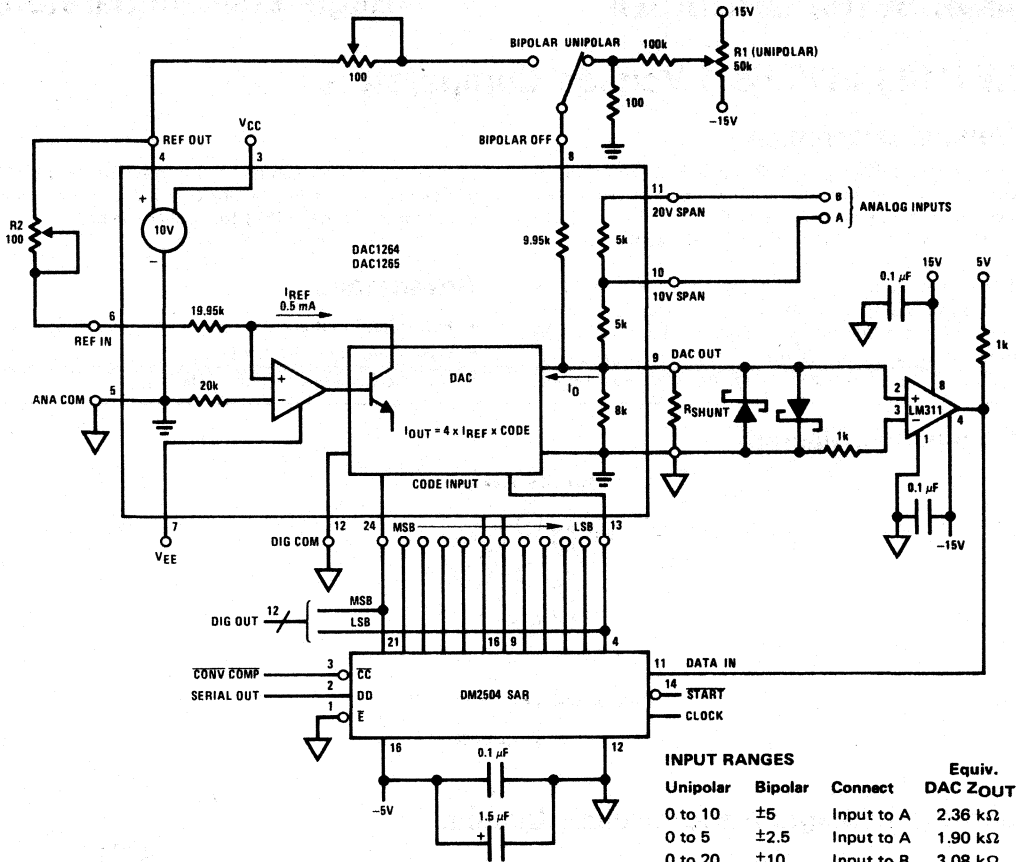 15V
BIPOLAR UNIPOLAR
100k
R1 (UNIPOLAR)
50k
100
100
-15V
VCC
REF OUT
BIPOLAR OFF
4
3
8
+
10V
−
R2
100
11
20V SPAN
B
A
ANALOG INPUTS
9.95k
5k
DAC1264
DAC1265
10
10V SPAN
15V
5V
0.1 µF
IREF
0.5 mA
19.95k
6
REF IN
5k
1k
DAC
9
DAC OUT
IO
5
ANA COM
20k
+
−
8k
RSHUNT
2
+
3
−
8
LM311
4
1
1k
IOUT = 4 x IREF x CODE
CODE INPUT
0.1 µF
-15V
7
VEE
12
DIG COM
24
MSB
LSB
13
DIG OUT
12
MSB
LSB
21
16
9
4
CONV COMP
3
CC
SERIAL OUT
2
DD
1
E
DM2504 SAR
11
DATA IN
14
START
CLOCK
16
12
0.1 µF
-5V
1.5 µF
+
INPUT RANGES
Unipolar Bipolar Connect Equiv. DAC ZOUT
0 to 10 ±5 Input to A 2.36 kΩ
0 to 5 ±2.5 Input to A 1.90 kΩ
0 to 20 ±10 Input to B 3.08 kΩ